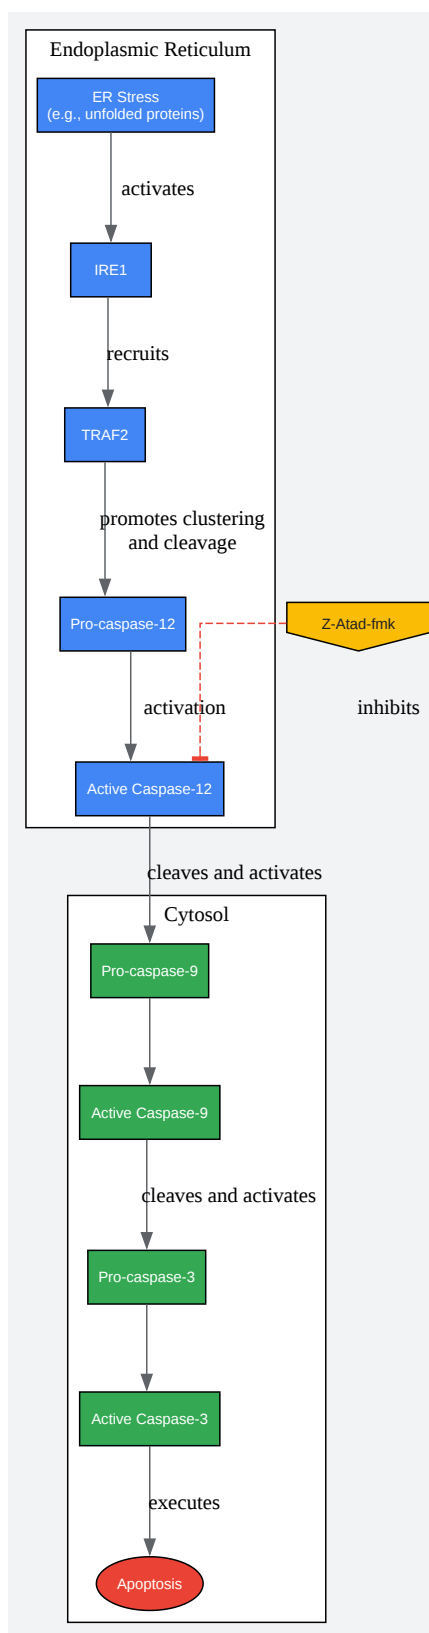 Endoplasmic Reticulum
ER Stress
(e.g., unfolded proteins)
activates
IRE1
recruits
TRAF2
promotes clustering
and cleavage
Pro-caspase-12
Z-Atad-fmk
activation
inhibits
Active Caspase-12
cleaves and activates
Cytosol
Pro-caspase-9
Active Caspase-9
cleaves and activates
Pro-caspase-3
Active Caspase-3
executes
Apoptosis